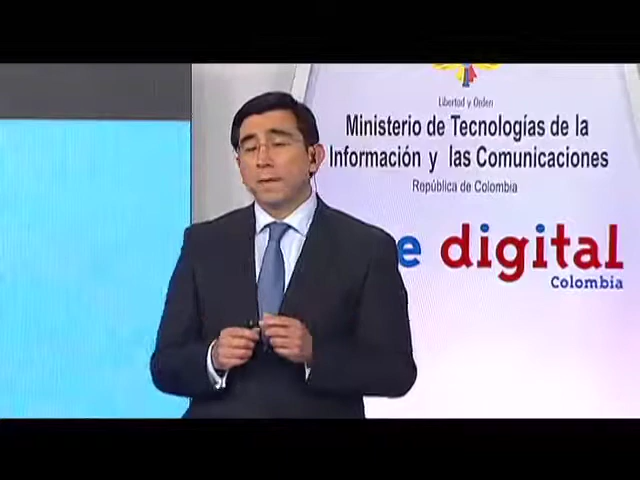 Libertad y Orden
Ministerio de Tecnologías de la
Información y las Comunicaciones
República de Colombia
e digital
Colombia